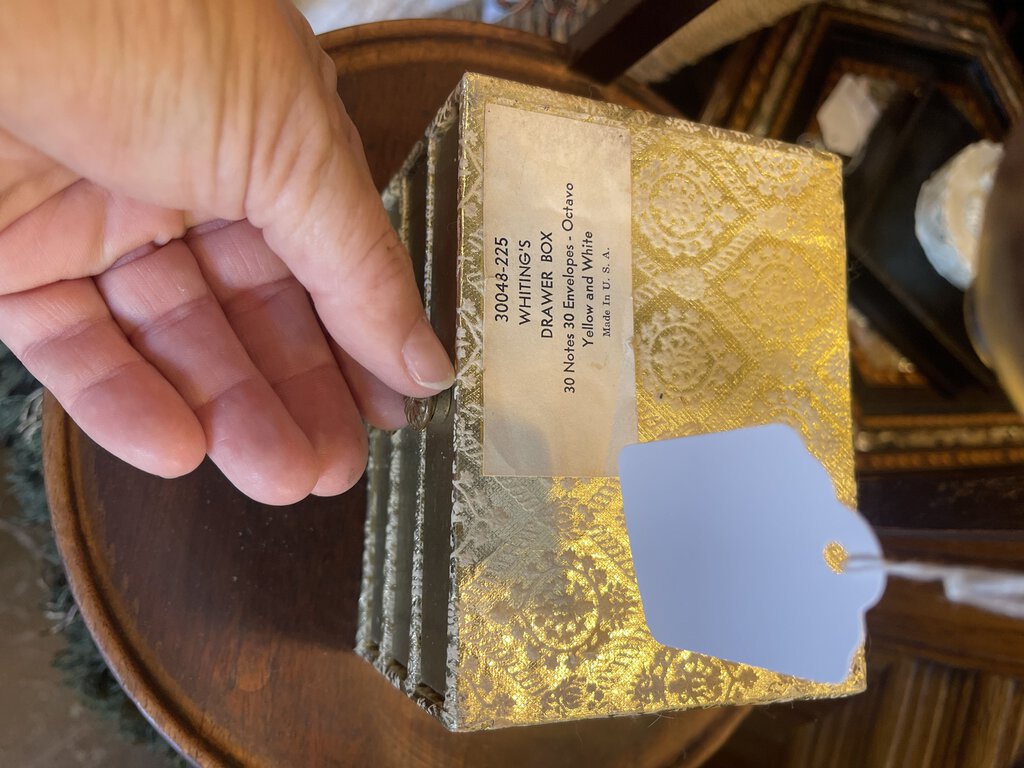 30048-225
WHITING'S
DRAWER BOX
30 Notes 30 Envelopes - Octavo
Yellow and White
Made In U. S. A.